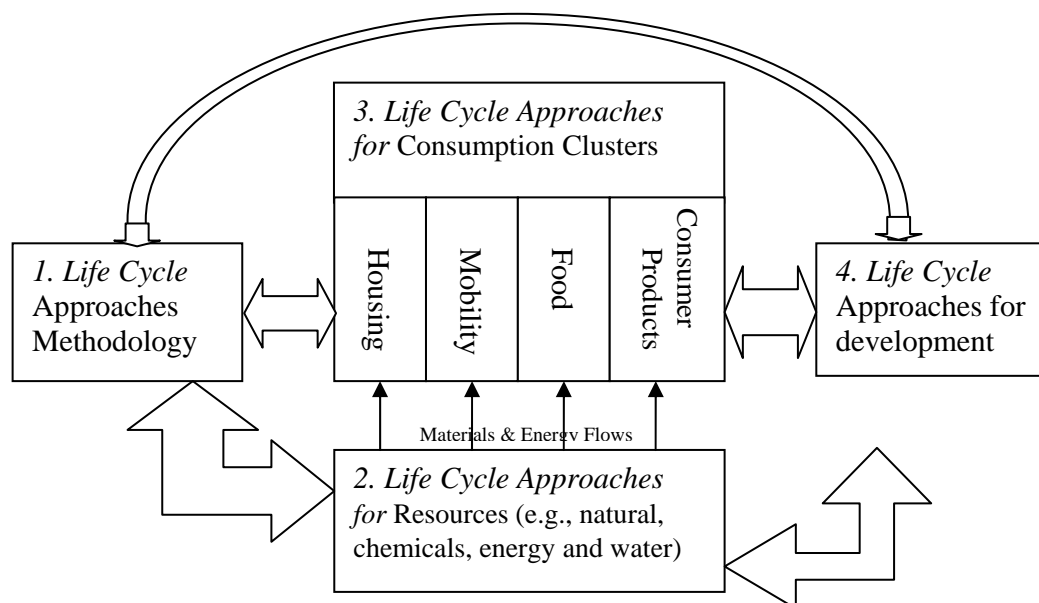 3. Life Cycle Approaches
for Consumption Clusters
1. Life Cycle
Approaches
Methodology
Housing
Mobility
Food
Consumer
Products
4. Life Cycle
Approaches for
development
Materials & Energy Flows
2. Life Cycle Approaches
for Resources (e.g., natural,
chemicals, energy and water)